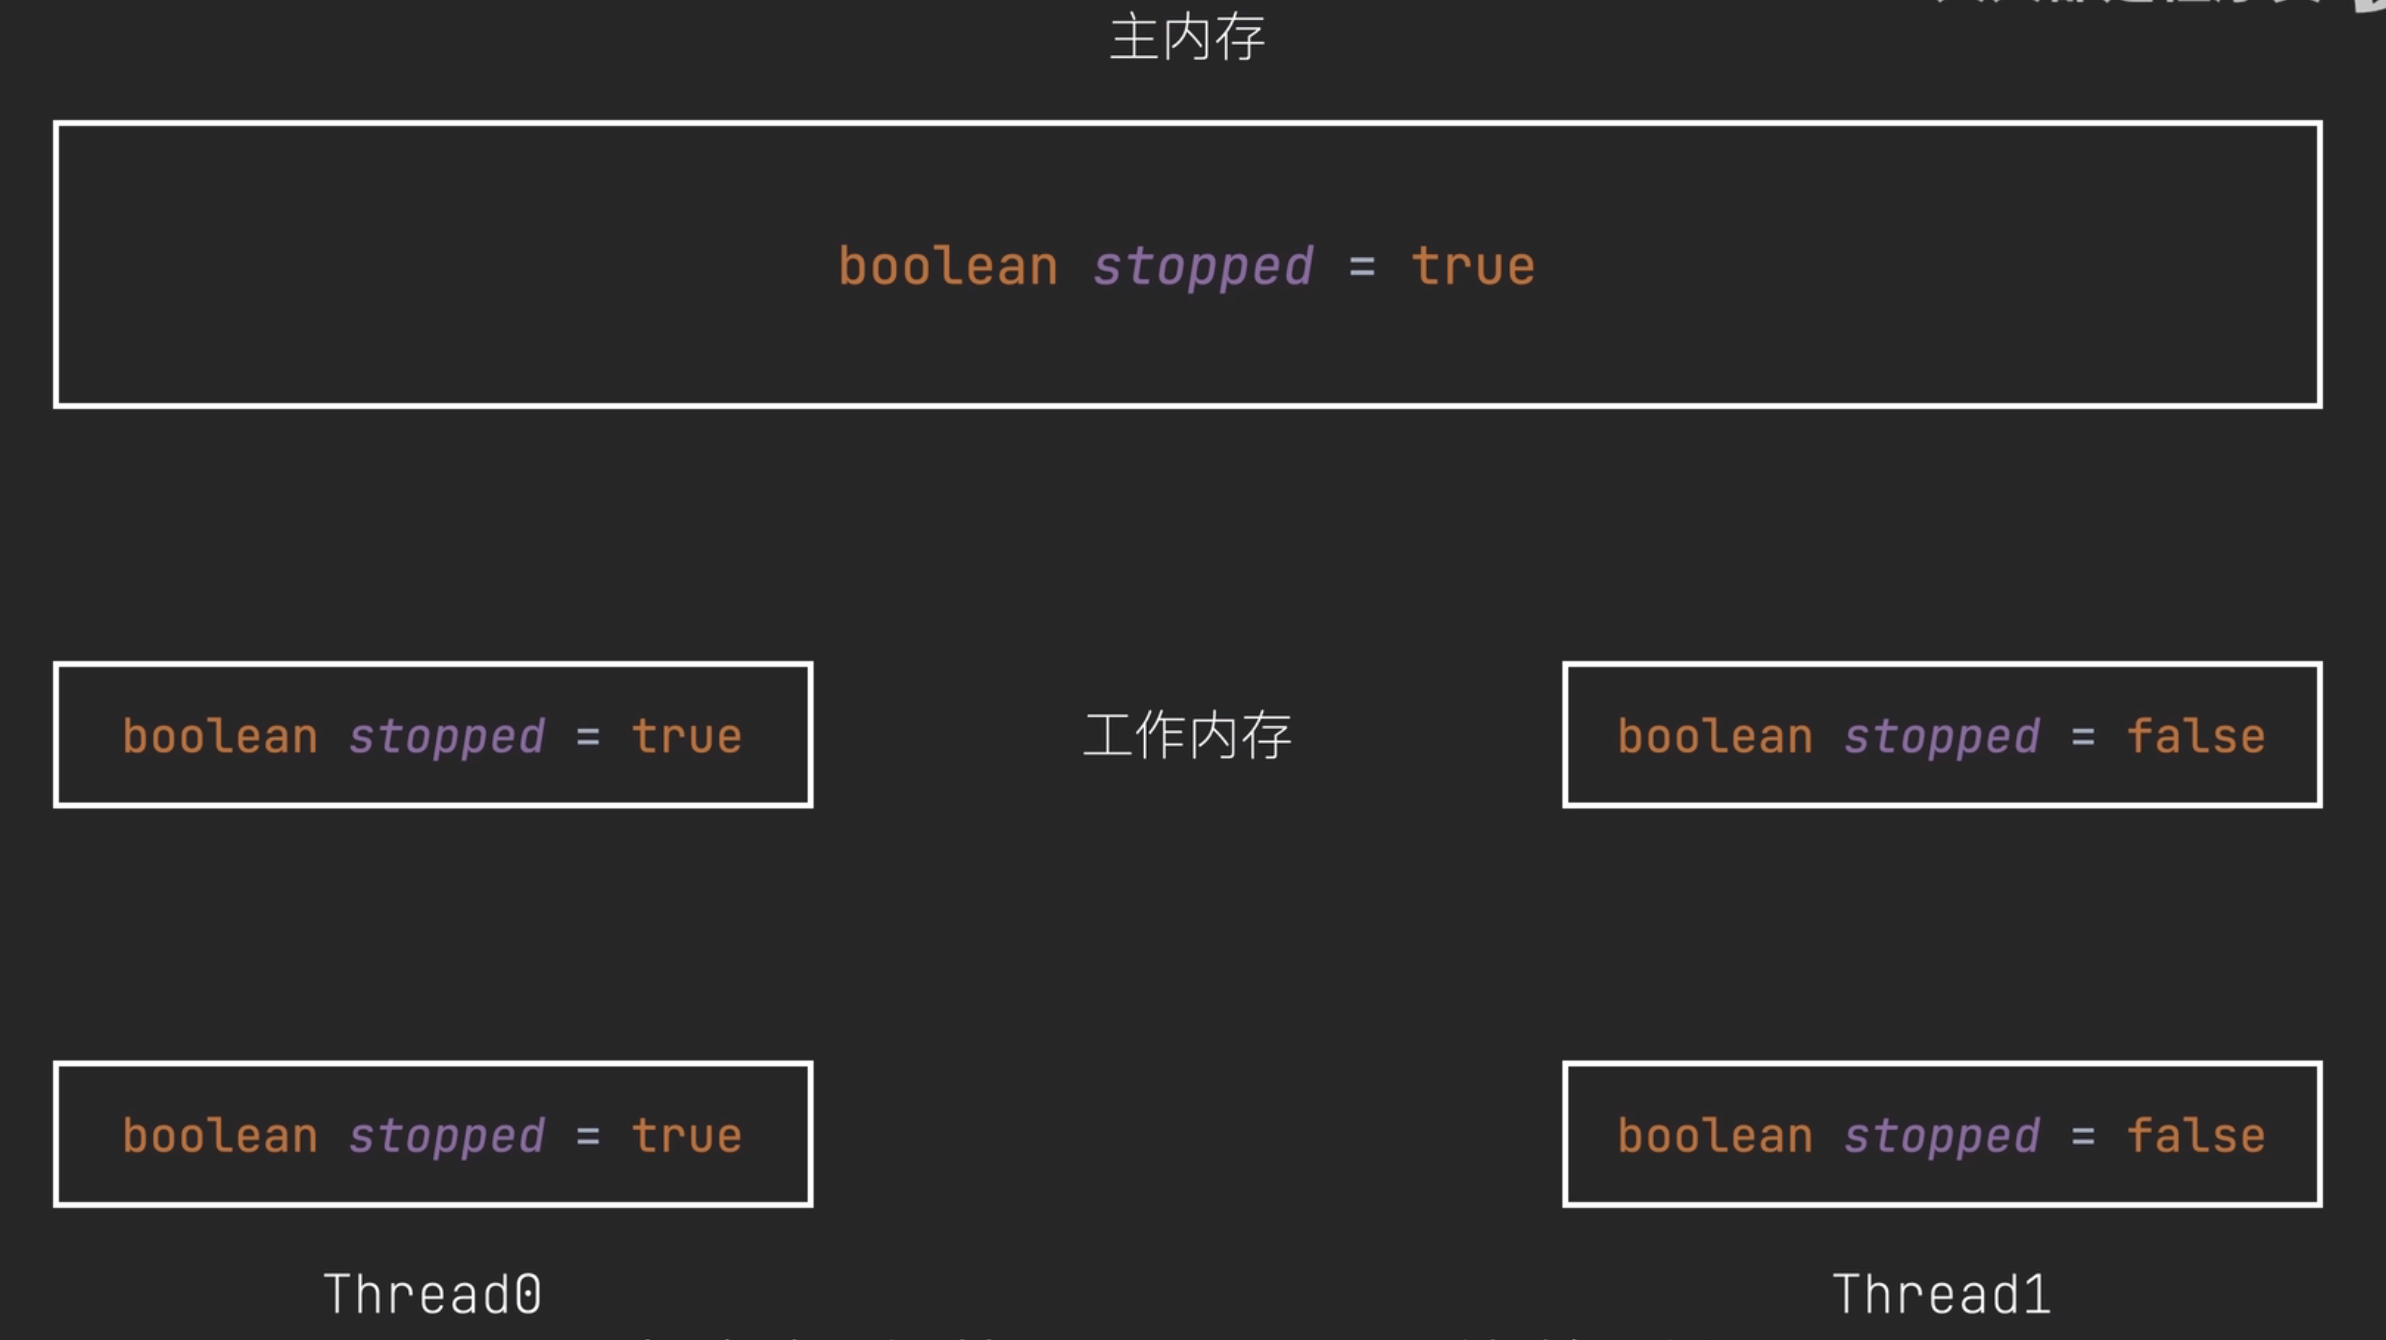 主内存
boolean stopped = true
boolean stopped = true
工作内存
boolean stopped = false
boolean stopped = true
boolean stopped = false
Thread0
Thread1